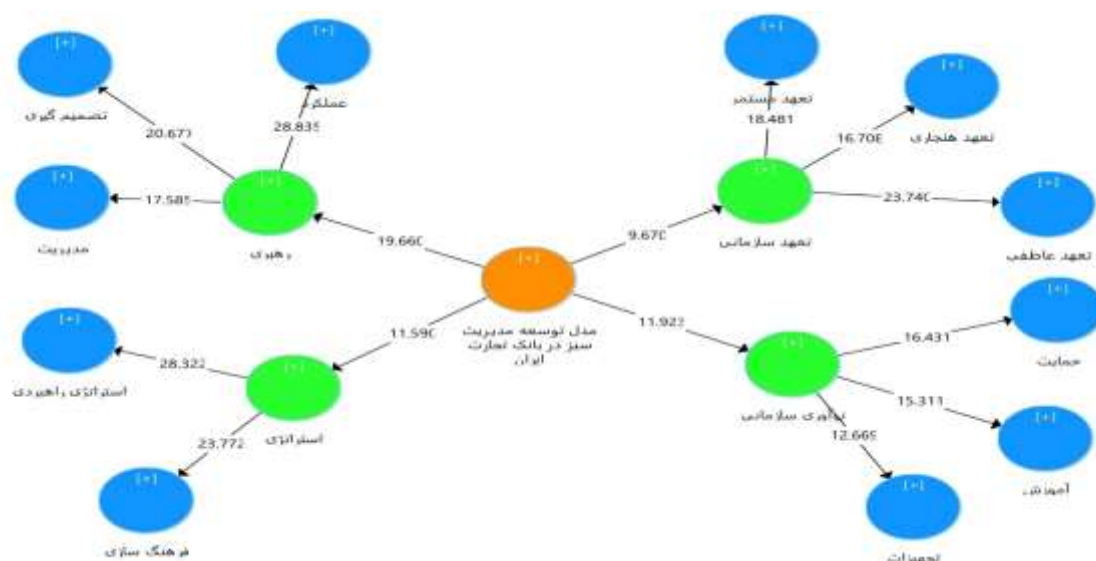 [+]
[+]
[+]
[+]
عملکرد
تعهد مستمر
تصمیم گیری
28.835
18.481
تعهد هنجاری
20.671
16.708
[+]
[+]
[+]
[+]
17.585
23.740
مدیریت
رهبری
19.660
9.670
تعهد سازمانی
تعهد عاطفی
[+]
[+]
[+]
11.590
11.923
مدل توسعه مدیریت
سبز در بانک تجارت
ایران
16.431
حمایت
[+]
[+]
28.322
استراتژی راهبردی
15.311
[+]
نوآوری سازمانی
23.772
استراتژی
12.669
آموزش
[+]
[+]
فرهنگ سازی
تجهیزات